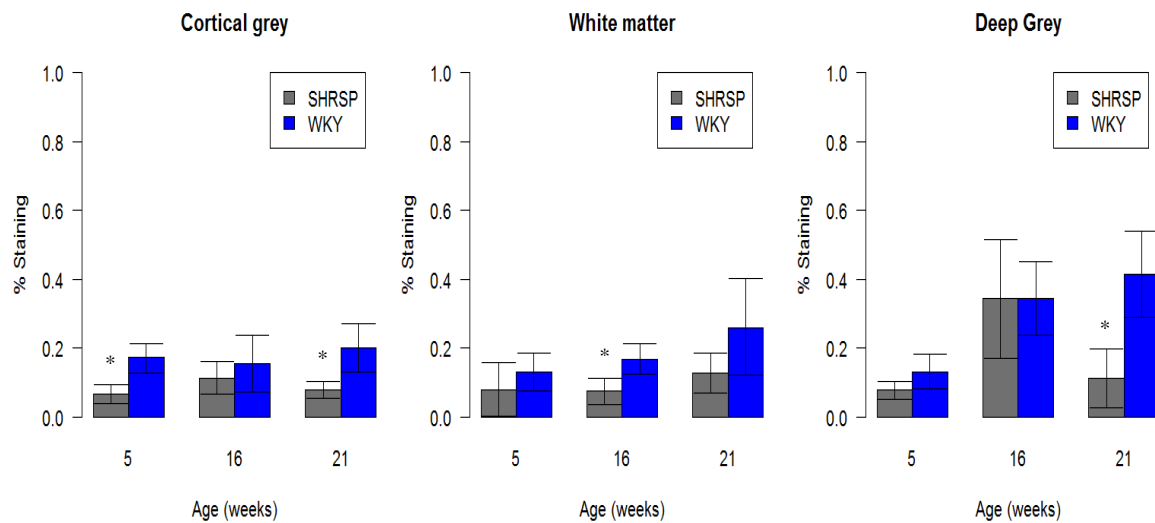 Cortical grey
1.0
0.8
0.6
0.4
0.2
0.0
% Staining
SHRSP
WKY
*
*
5 16 21
Age (weeks)
White matter
1.0
0.8
0.6
0.4
0.2
0.0
% Staining
SHRSP
WKY
*
5 16 21
Age (weeks)
Deep Grey
1.0
0.8
0.6
0.4
0.2
0.0
% Staining
SHRSP
WKY
*
5 16 21
Age (weeks)